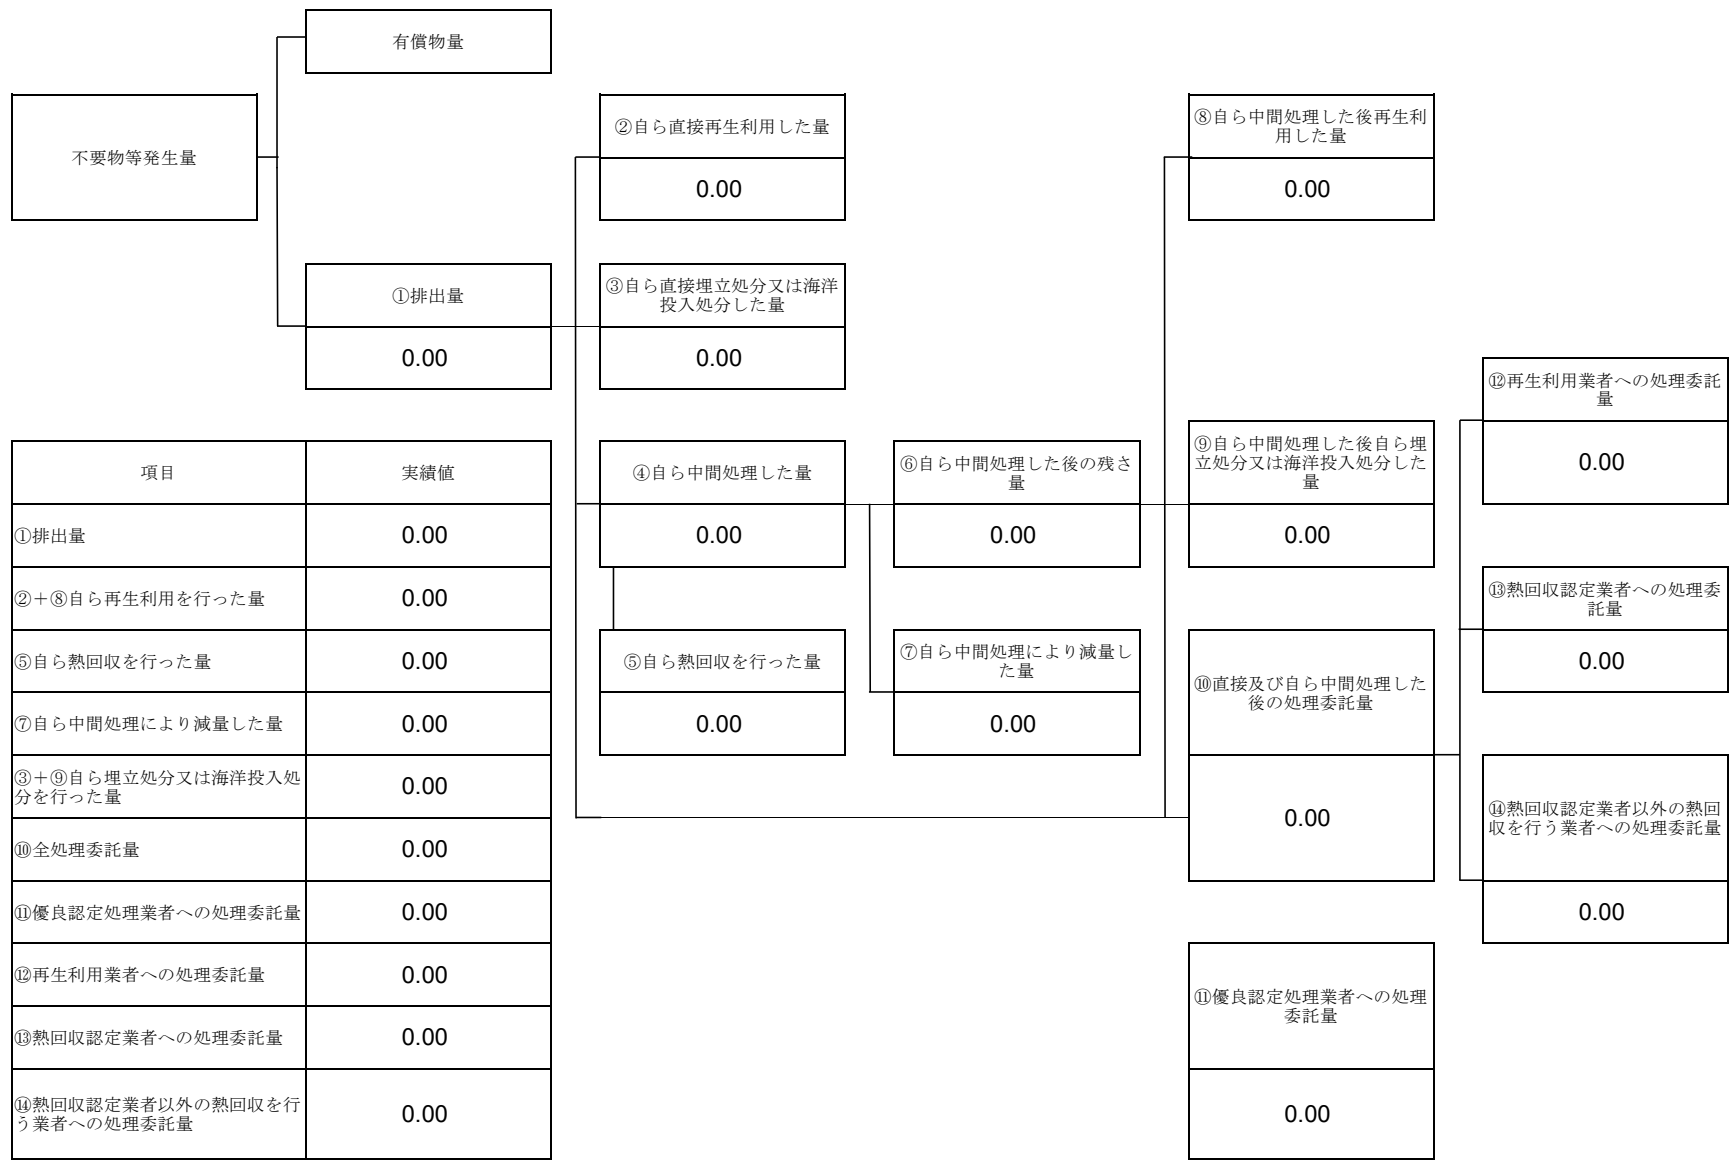 有償物量
不要物等発生量
①排出量
0.00
②自ら直接再生利用した量
0.00
③自ら直接埋立処分又は海洋
投入処分した量
0.00
④自ら中間処理した量
0.00
⑤自ら熱回収を行った量
0.00
⑥自ら中間処理した後の残さ
量
0.00
⑦自ら中間処理により減量し
た量
0.00
⑧自ら中間処理した後再生利
用した量
0.00
⑨自ら中間処理した後自ら埋
立処分又は海洋投入処分した
量
0.00
⑩直接及び自ら中間処理した
後の処理委託量
0.00
⑪優良認定処理業者への処理
委託量
0.00
⑫再生利用業者への処理委託
量
0.00
⑬熱回収認定業者への処理委
託量
0.00
⑭熱回収認定業者以外の熱回
収を行う業者への処理委託量
0.00
項目 実績値
①排出量 0.00
②＋⑧自ら再生利用を行った量 0.00
⑤自ら熱回収を行った量 0.00
⑦自ら中間処理により減量した量 0.00
③＋⑨自ら埋立処分又は海洋投入処
分を行った量 0.00
⑩全処理委託量 0.00
⑪優良認定処理業者への処理委託量 0.00
⑫再生利用業者への処理委託量 0.00
⑬熱回収認定業者への処理委託量 0.00
⑭熱回収認定業者以外の熱回収を行
う業者への処理委託量 0.00